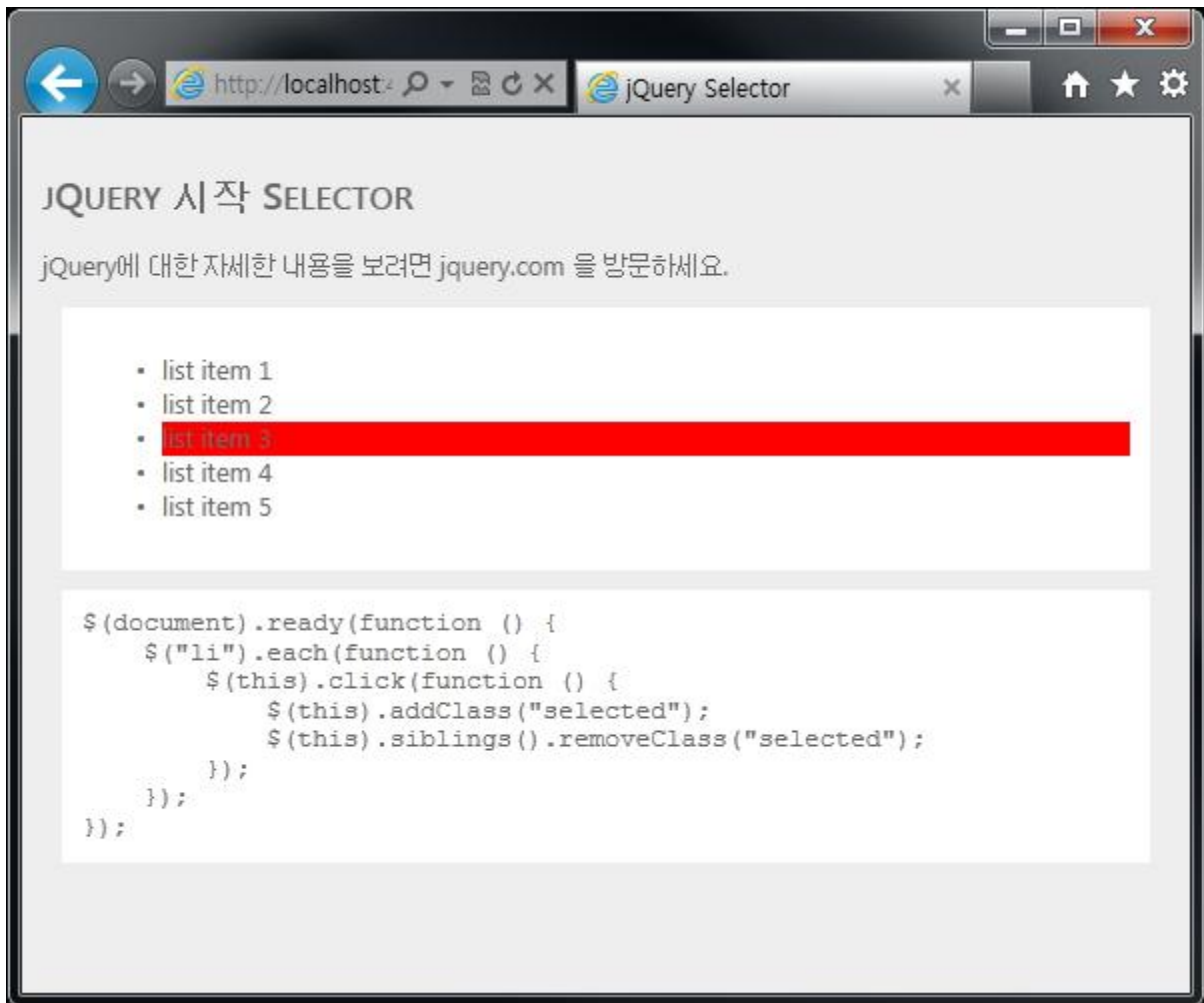 http://localhost:
jQuery Selector
JQUERY 시작 SELECTOR
jQuery에 대한 자세한 내용을 보려면 jquery.com 을 방문하세요.
• list item 1
• list item 2
• list item 3
• list item 4
• list item 5
$(document).ready(function () {
    $("li").each(function () {
        $(this).click(function () {
            $(this).addClass("selected");
            $(this).siblings().removeClass("selected");
        });
    });
});